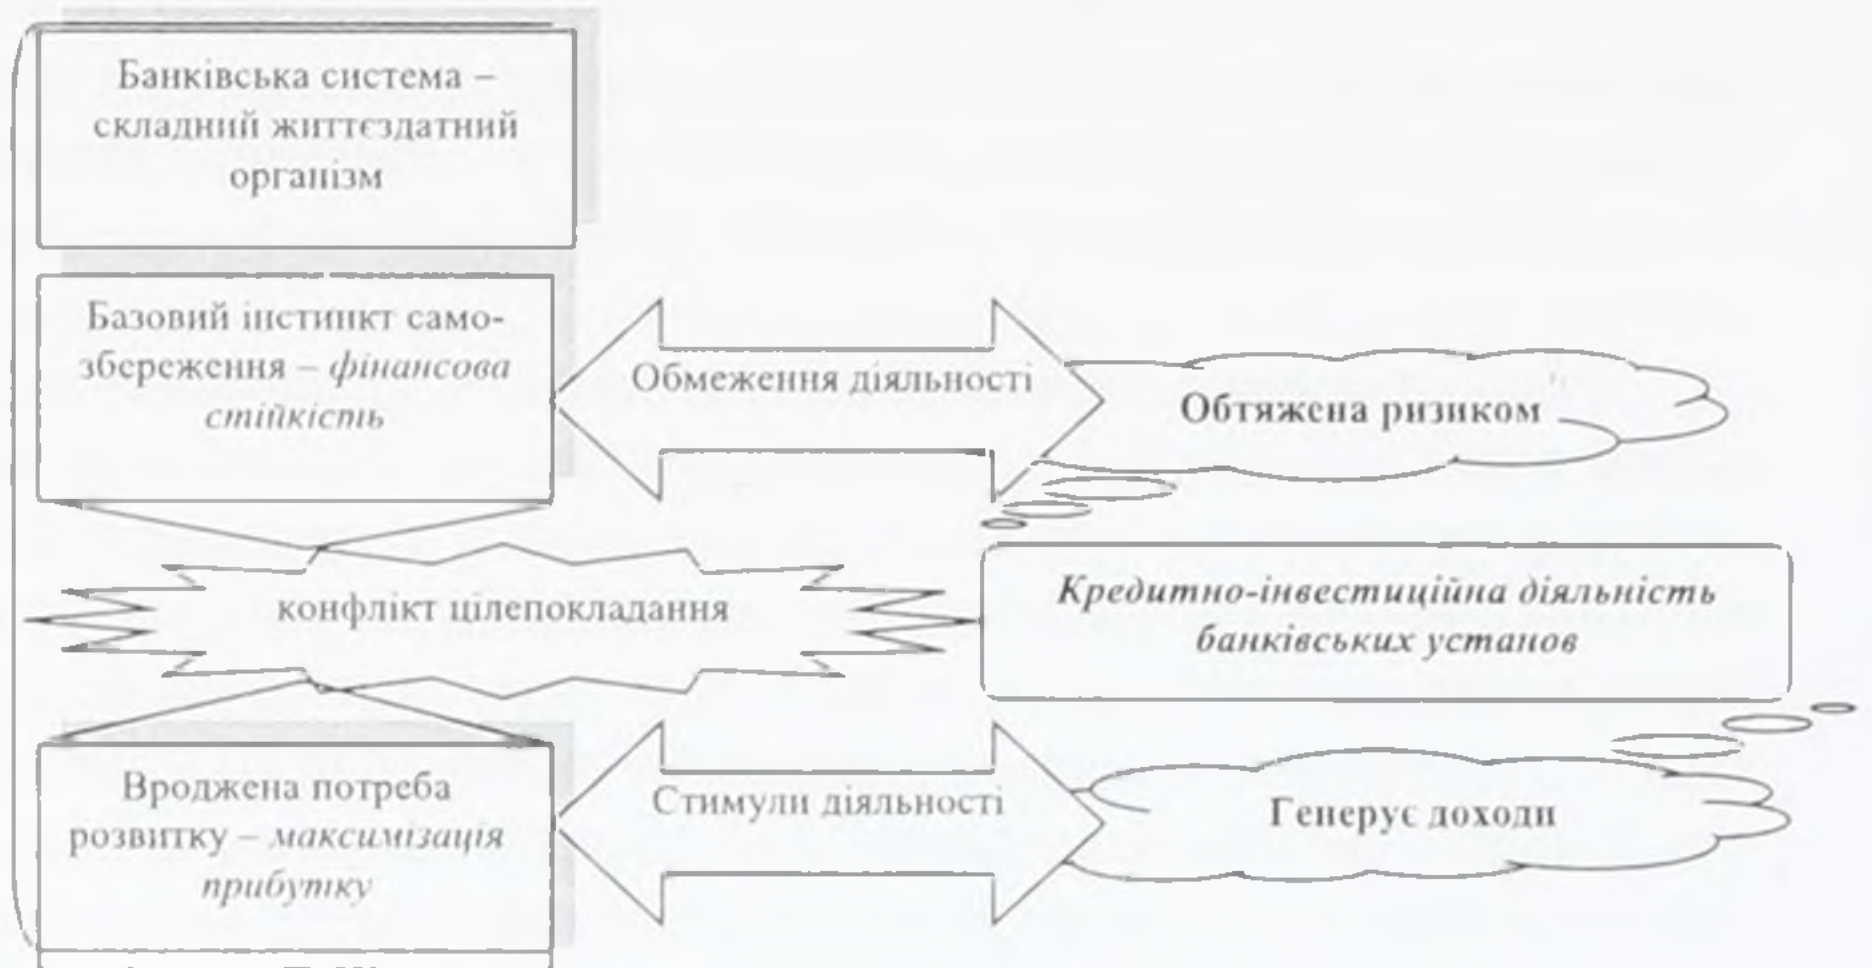 Банківська система –
складний життєздатний
організм
Базовий інстинкт само-
збереження – фінансова
стійкість
Обмеження діяльності
Обтяжена ризиком
конфлікт цілепокладання
Кредитно-інвестиційна діяльність
банківських установ
Вроджена потреба
розвитку – максимізація
прибутку
Стимули діяльності
Генерує доходи